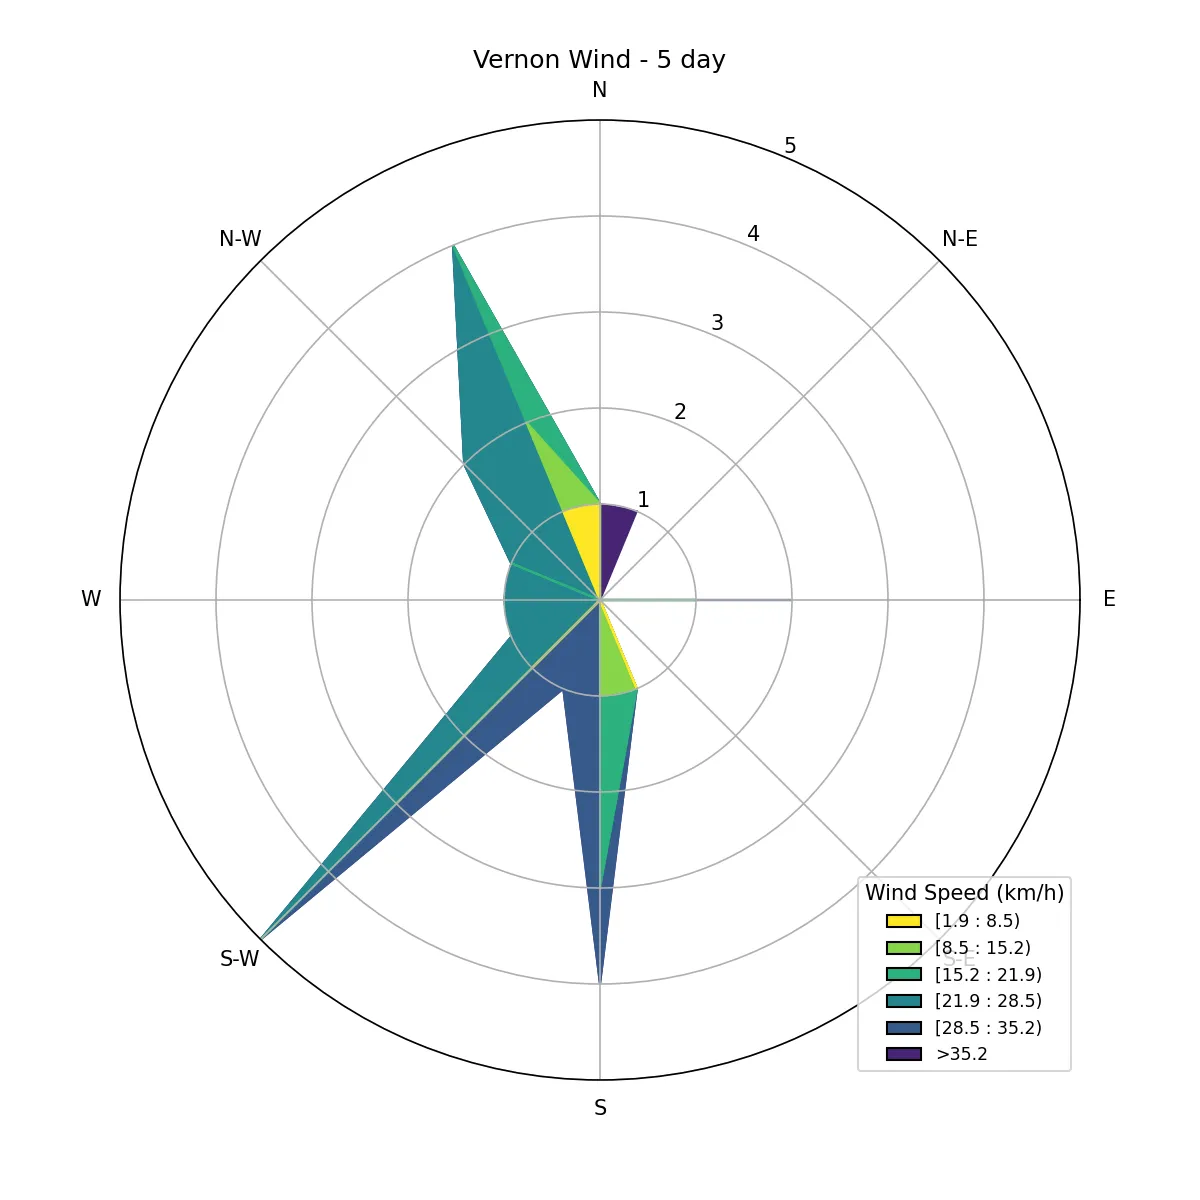 Vernon Wind - 5 day
N
5
N-W
N-E
4
3
2
1
W
E
S-W
S-E
Wind Speed (km/h)
[1.9 : 8.5)
[8.5 : 15.2)
[15.2 : 21.9)
[21.9 : 28.5)
[28.5 : 35.2)
>35.2
S